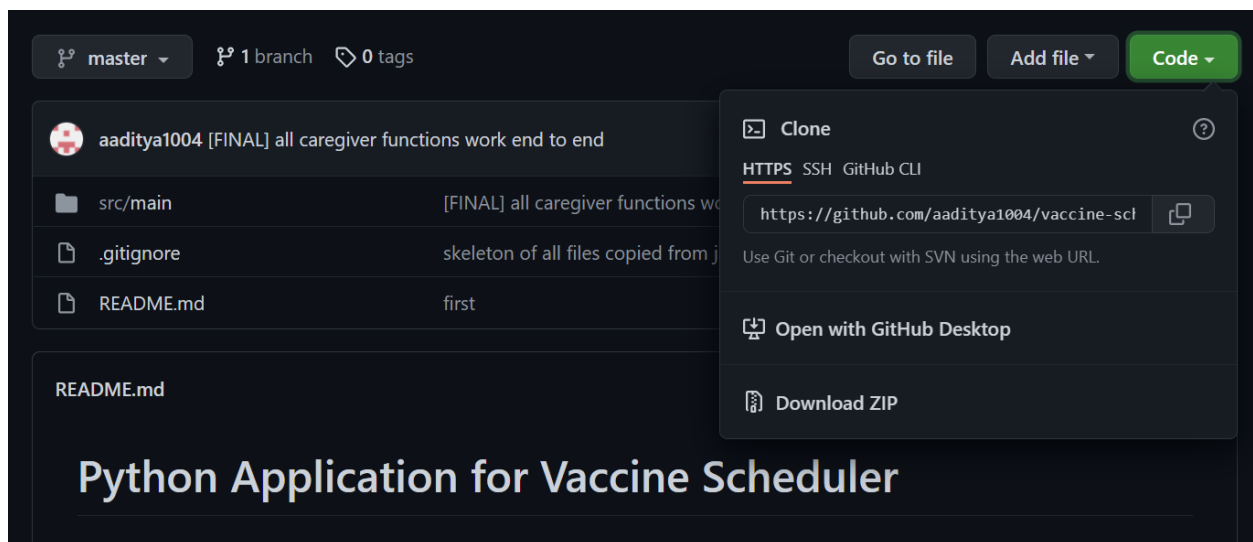 master 1 branch 0 tags Go to file Add file Code
aaditya1004 [FINAL] all caregiver functions work end to end
Clone
HTTPS SSH GitHub CLI
src/main [FINAL] all caregiver functions
https://github.com/aaditya1004/vaccine-sch
.gitignore skeleton of all files copied from
Use Git or checkout with SVN using the web URL.
README.md first
Open with GitHub Desktop
README.md
Download ZIP
Python Application for Vaccine Scheduler